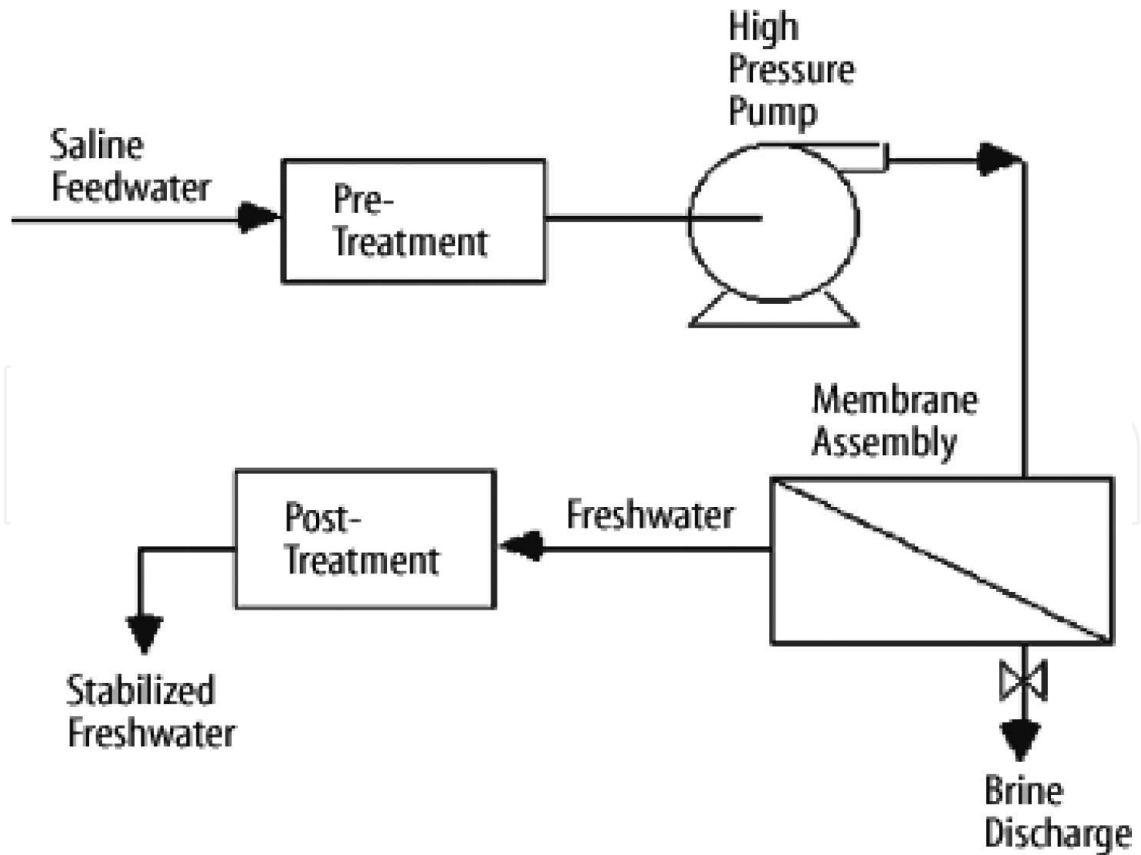 High
Pressure
Pump
Saline
Feedwater
Pre-
Treatment
Membrane
Assembly
Freshwater
Post-
Treatment
Stabilized
Freshwater
Brine
Discharge